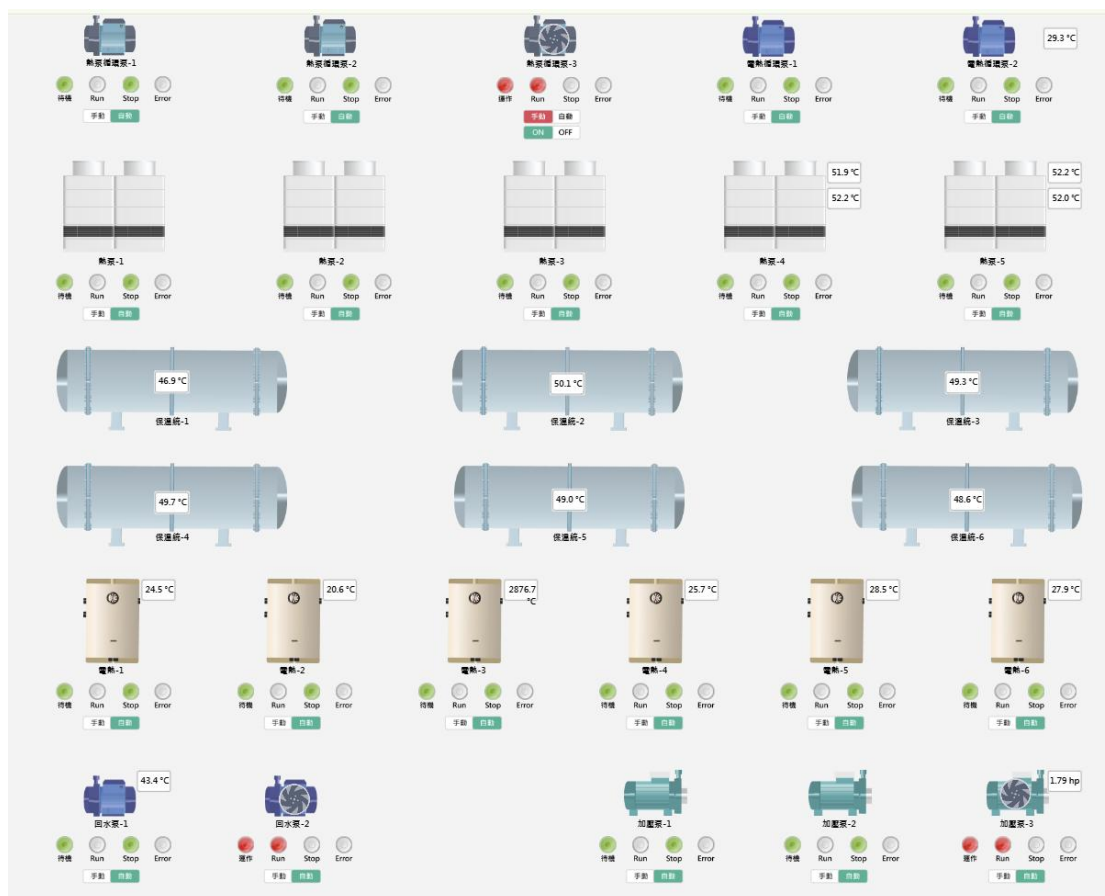 29.3 °C
熱泵循環泵-1 熱泵循環泵-2 熱泵循環泵-3 電熱循環泵-1 電熱循環泵-2
待機 Run Stop Error 待機 Run Stop Error 運作 Run Stop Error 待機 Run Stop Error 待機 Run Stop Error
手動 自動 手動 自動 手動 自動 手動 自動 手動 自動
ON OFF
51.9 °C 52.2 °C
52.2 °C 52.0 °C
熱泵-1 熱泵-2 熱泵-3 熱泵-4 熱泵-5
待機 Run Stop Error 待機 Run Stop Error 待機 Run Stop Error 待機 Run Stop Error 待機 Run Stop Error
手動 自動 手動 自動 手動 自動 手動 自動 手動 自動
46.9 °C 50.1 °C 49.3 °C
保溫統-1 保溫統-2 保溫統-3
49.7 °C 49.0 °C 48.6 °C
保溫統-4 保溫統-5 保溫統-6
24.5 °C 20.6 °C 2876.7 25.7 °C 28.5 °C 27.9 °C
°C
電熱-1 電熱-2 電熱-3 電熱-4 電熱-5 電熱-6
待機 Run Stop Error 待機 Run Stop Error 待機 Run Stop Error 待機 Run Stop Error 待機 Run Stop Error 待機 Run Stop Error
手動 自動 手動 自動 手動 自動 手動 自動 手動 自動 手動 自動
43.4 °C 1.79 hp
回水泵-1 回水泵-2 加壓泵-1 加壓泵-2 加壓泵-3
待機 Run Stop Error 運作 Run Stop Error 待機 Run Stop Error 待機 Run Stop Error 運作 Run Stop Error
手動 自動 手動 自動 手動 自動 手動 自動 手動 自動